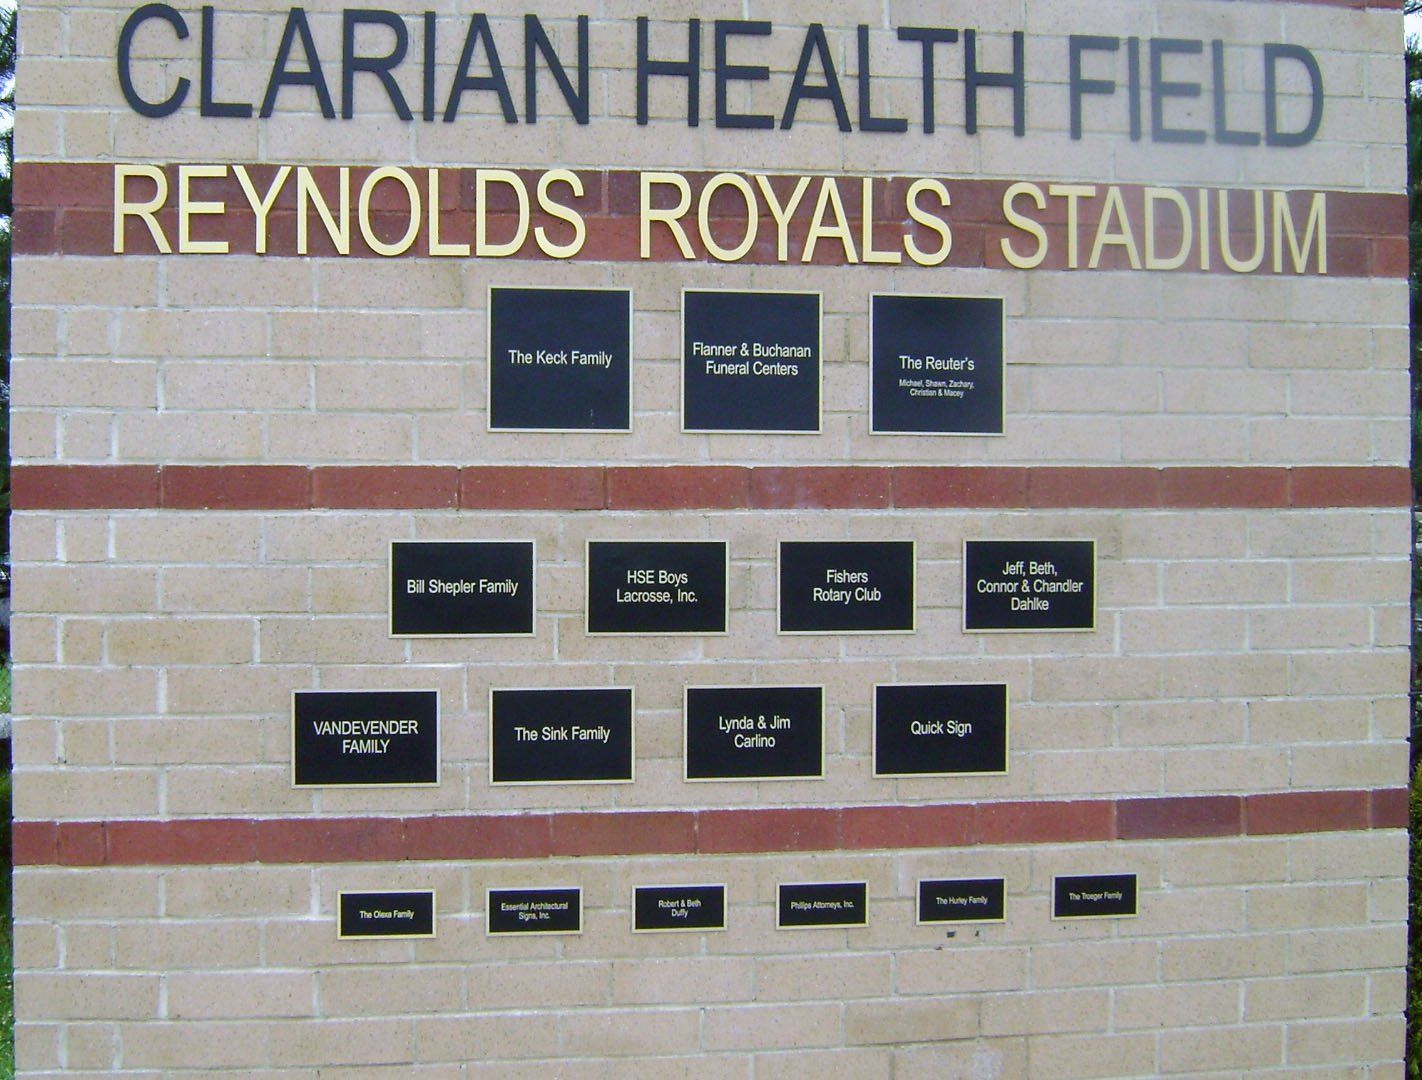 CLARIAN HEALTH FIELD
REYNOLDS ROYALS STADIUM
The Keck Family
Flanner & Buchanan
Funeral Centers
The Reuter's
Michael, Shawn, Zachary,
Christian & Macey
Bill Shepler Family
HSE Boys
Lacrosse, Inc.
Fishers
Rotary Club
Jeff, Beth,
Connor & Chandler
Dahlke
VANDEVENDER
FAMILY
The Sink Family
Lynda & Jim
Carlino
Quick Sign
The Olexa Family
Essential Architectural
Signs, Inc.
Robert & Beth
Duffy
Phillips Attorneys, Inc.
The Hurley Family
The Troeger Family